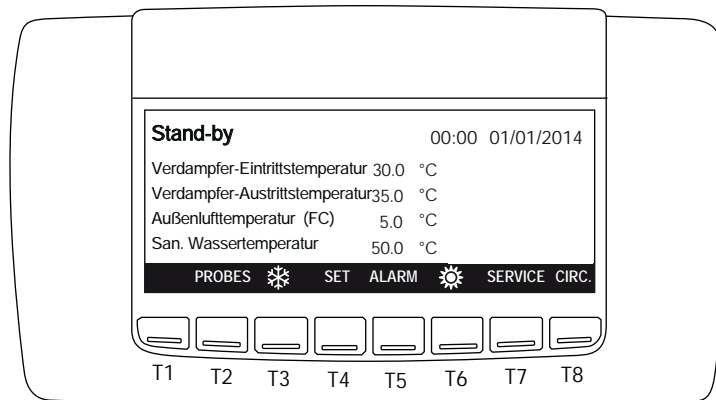 Stand-by 00:00 01/01/2014
Verdampfer-Eintrittstemperatur 30.0 °C
Verdampfer-Austrittstemperatur 35.0 °C
Außenlufttemperatur (FC) 5.0 °C
San. Wassertemperatur 50.0 °C
PROBES SET ALARM SERVICE CIRC.
T1 T2 T3 T4 T5 T6 T7 T8